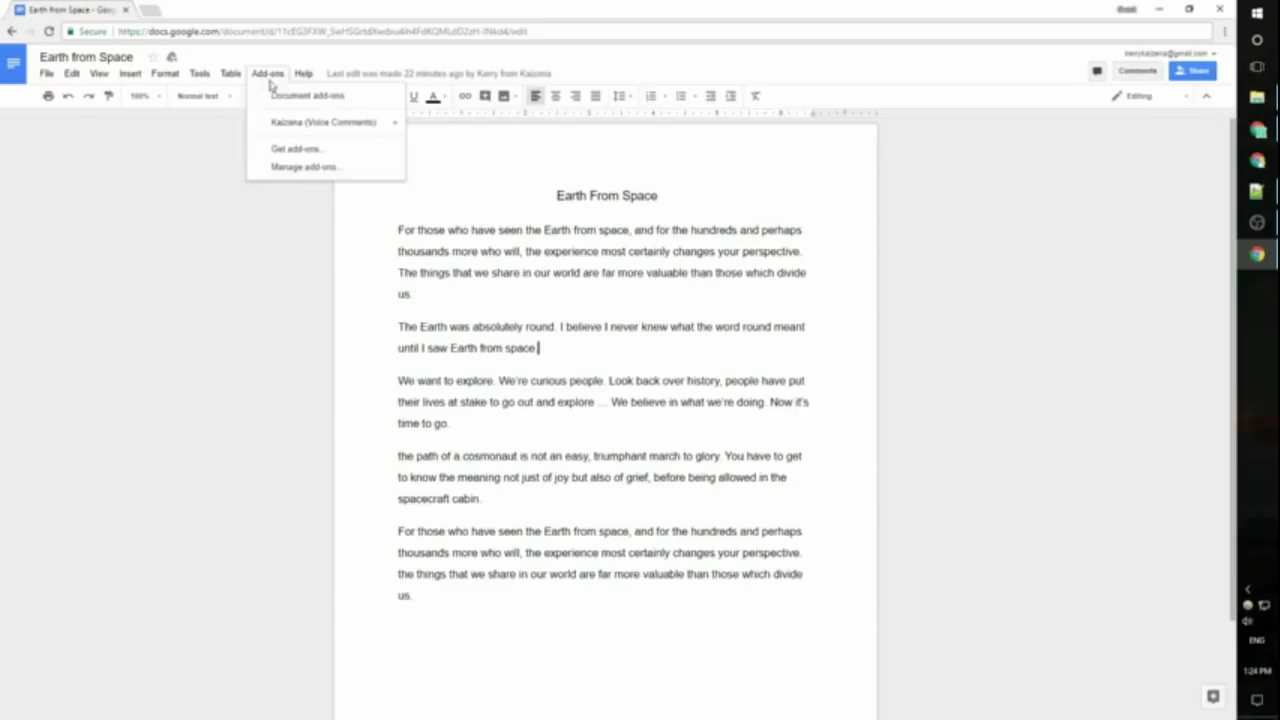 Earth from Space - Goog
Secure https://docs.google.com/document/d/
Earth from Space
kerrykaizena@gmail.com
File Edit View Insert Format Tools Table Add-ons Help Last edit was made 22 minutes ago by Kerry from Kaizena
Comments Share
100% Normal text Editing
Document add-ons
Kaizena (Voice Comments)
Get add-ons...
Manage add-ons...
Earth From Space
For those who have seen the Earth from space, and for the hundreds and perhaps
thousands more who will, the experience most certainly changes your perspective.
The things that we share in our world are far more valuable than those which divide
us.
The Earth was absolutely round. I believe I never knew what the word round meant
until I saw Earth from space.
We want to explore. We're curious people. Look back over history, people have put
their lives at stake to go out and explore … We believe in what we're doing. Now it's
time to go.
the path of a cosmonaut is not an easy, triumphant march to glory. You have to get
to know the meaning not just of joy but also of grief, before being allowed in the
spacecraft cabin.
For those who have seen the Earth from space, and for the hundreds and perhaps
thousands more who will, the experience most certainly changes your perspective.
the things that we share in our world are far more valuable than those which divide
us.
ENG
1:24 PM